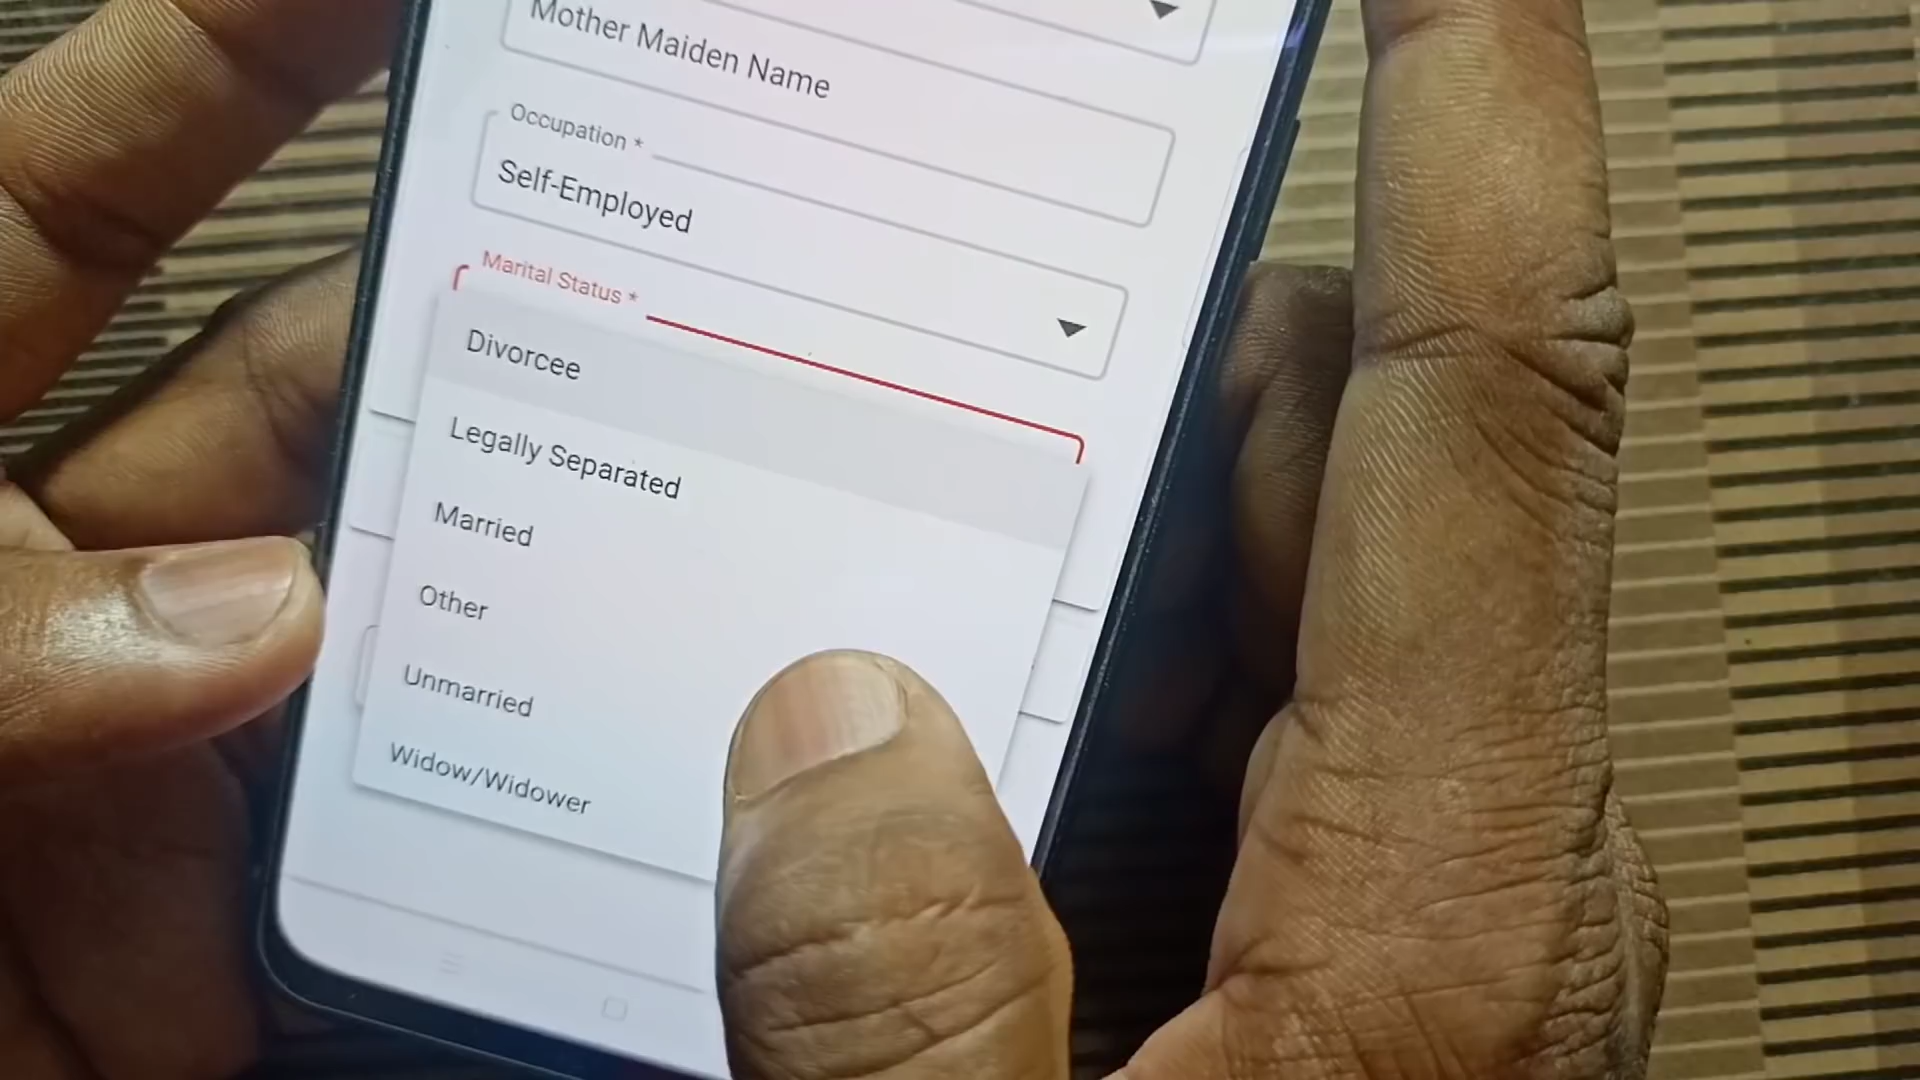 Mother Maiden Name
Occupation *
Self-Employed
Marital Status *
Divorcee
Legally Separated
Married
Other
Unmarried
Widow/Widower